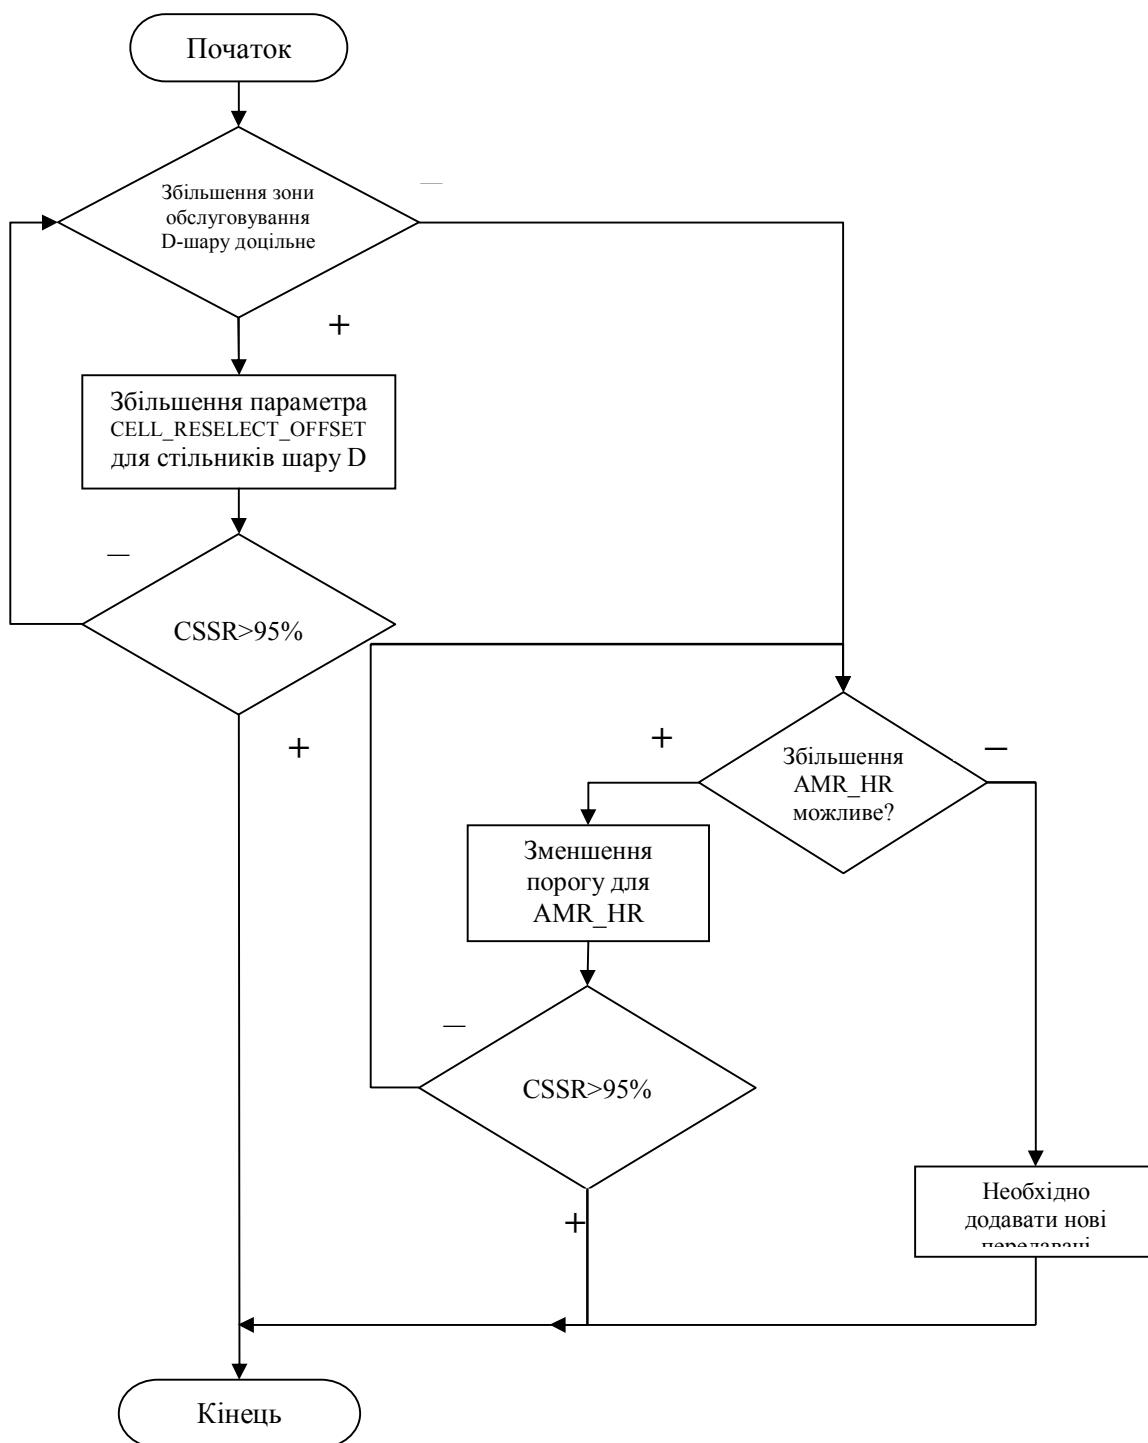 Початок
—
Збільшення зони
обслуговування
D-шару доцільне
+
Збільшення параметра
CELL_RESELECT_OFFSET
для стільників шару D
—
CSSR>95%
+
+
—
Збільшення
AMR_HR
можливе?
Зменшення
порогу для
AMR_HR
—
CSSR>95%
+
Необхідно
додавати нові
передавачі
Кінець